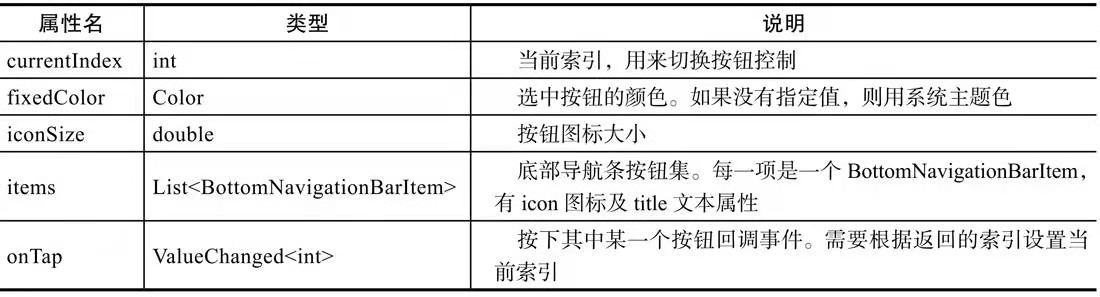 属性名 类型 说明
currentIndex int 当前索引，用来切换按钮控制
fixedColor Color 选中按钮的颜色。如果没有指定值，则用系统主题色
iconSize double 按钮图标大小
items List<BottomNavigationBarItem> 底部导航条按钮集。每一项是一个 BottomNavigationBarItem，
有 icon 图标及 title 文本属性
onTap ValueChanged<int> 按下其中某一个按钮回调事件。需要根据返回的索引设置当
前索引